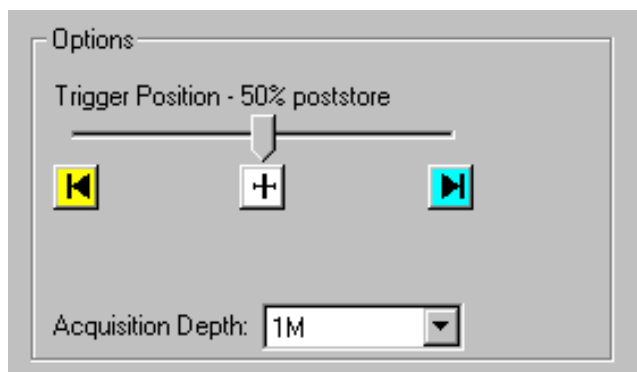 Options
Trigger Position - 50% poststore
Acquisition Depth: 1M